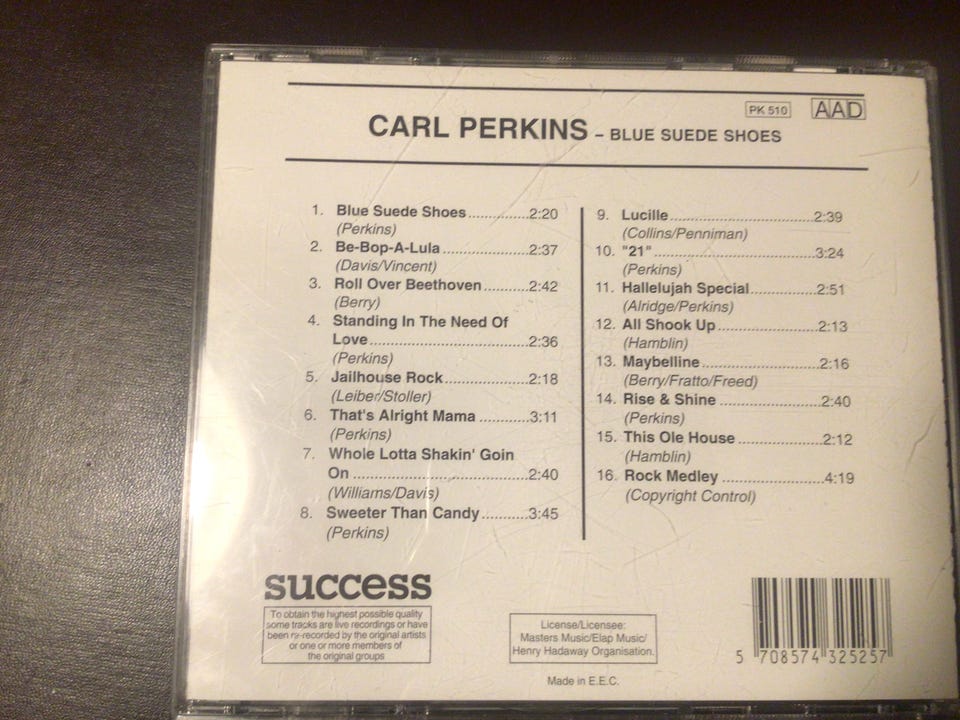 PK 510 AAD
CARL PERKINS – BLUE SUEDE SHOES
1. Blue Suede Shoes..............2:20
(Perkins)
2. Be-Bop-A-Lula....................2:37
(Davis/Vincent)
3. Roll Over Beethoven..........2:42
(Berry)
4. Standing In The Need Of
Love....................................2:36
(Perkins)
5. Jailhouse Rock...................2:18
(Leiber/Stoller)
6. That's Alright Mama ...........3:11
(Perkins)
7. Whole Lotta Shakin' Goin
On.......................................2:40
(Williams/Davis)
8. Sweeter Than Candy...........3:45
(Perkins)
9. Lucille.................................2:39
(Collins/Penniman)
10. "21".....................................3:24
(Perkins)
11. Hallelujah Special...............2:51
(Alridge/Perkins)
12. All Shook Up.......................2:13
(Hamblin)
13. Maybelline..........................2:16
(Berry/Fratto/Freed)
14. Rise & Shine.......................2:40
(Perkins)
15. This Ole House...................2:12
(Hamblin)
16. Rock Medley.......................4:19
(Copyright Control)
success
To obtain the highest possible quality
some tracks are live recordings or have
been re-recorded by the original artists
or one or more members of
the original groups
License/Licensee:
Masters Music/Elap Music/
Henry Hadaway Organisation.
Made in E.E.C.
5 708574 325257